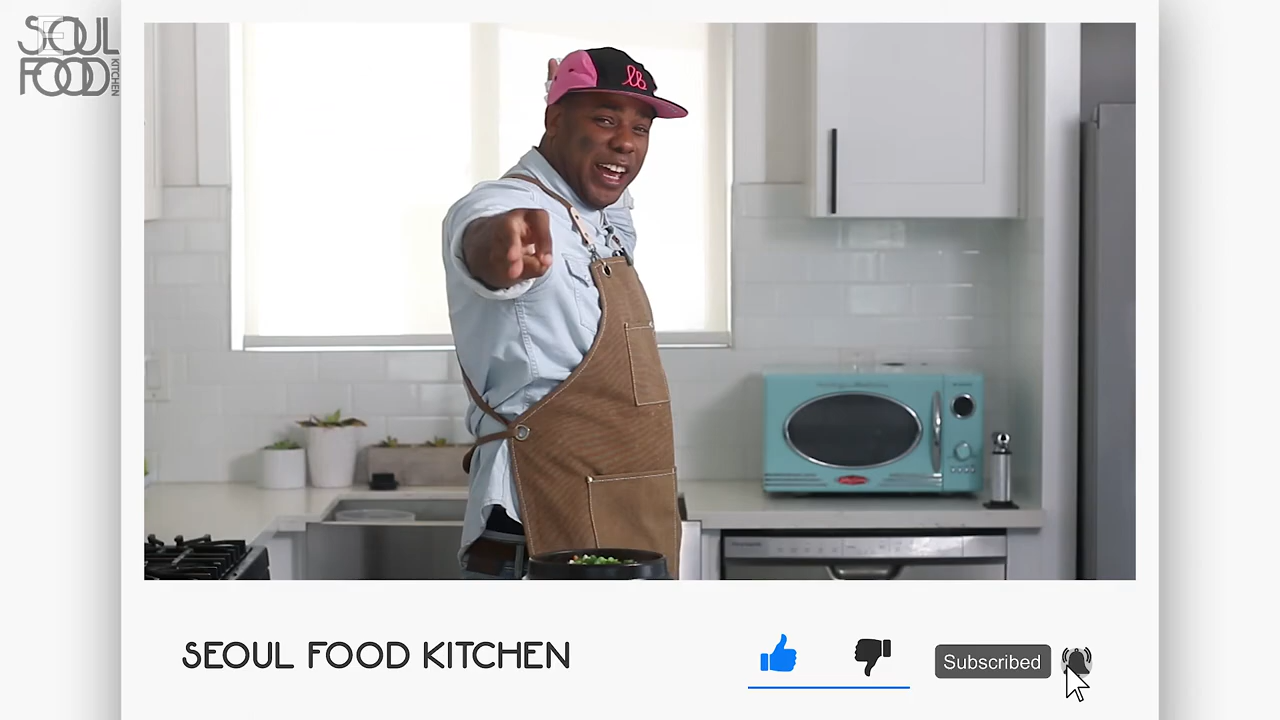 SEOUL
FOOD
KITCHEN
lB
SEOUL FOOD KITCHEN
Subscribed